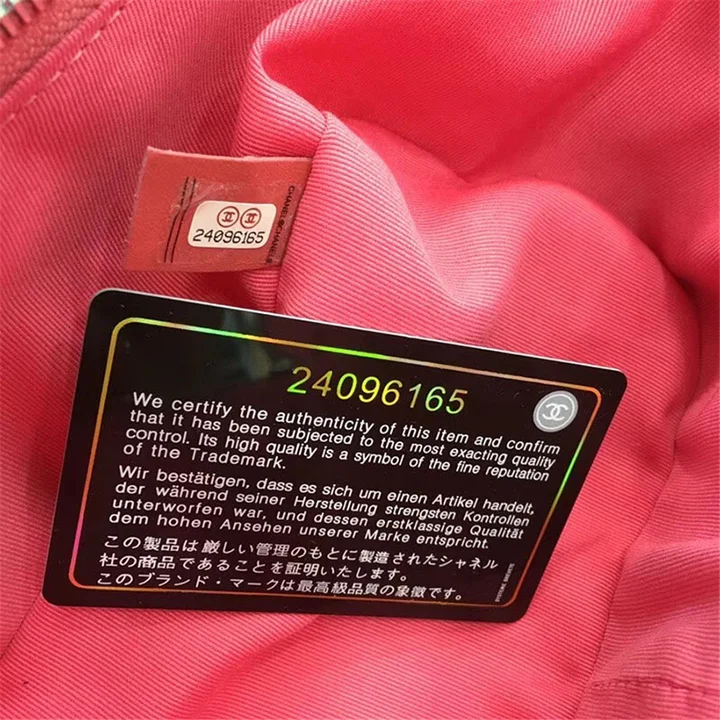 24096165
CHANEL®CHANEL®
24096165
We certify the authenticity of this item and confirm
that it has been subjected to the most exacting quality
control. Its high quality is a symbol of the fine reputation
of the Trademark.
Wir bestätigen, dass es sich um einen Artikel handelt,
der während seiner Herstellung strengsten Kontrollen
unterworfen war, und dessen erstklassige Qualität
dem hohen Ansehen unserer Marke entspricht.
この製品は厳しい管理のもとに製造されたシャネル
社の商品であることを証明いたします。
このブランド・マークは最高級品質の象徴です。